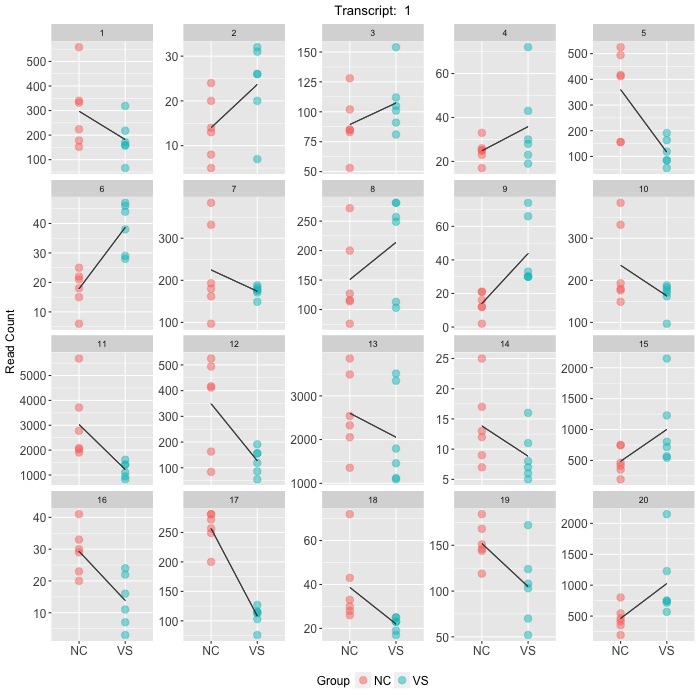 Transcript: 1
Read Count
1 2 3 4 5
500 400 300 200 100
30 20 10
150 125 100 75 50
60 40 20
500 400 300 200 100
6 7 8 9 10
40 30 20 10
300 200 100
250 200 150 100
60 40 20 0
300 200 100
11 12 13 14 15
5000 4000 3000 2000 1000
500 400 300 200 100
3000 2000 1000
25 20 15 10 5
2000 1500 1000 500
16 17 18 19 20
40 30 20 10
250 200 150 100
60 40 20
150 100 50
2000 1500 1000 500
NC VS NC VS NC VS NC VS NC VS
Group NC VS